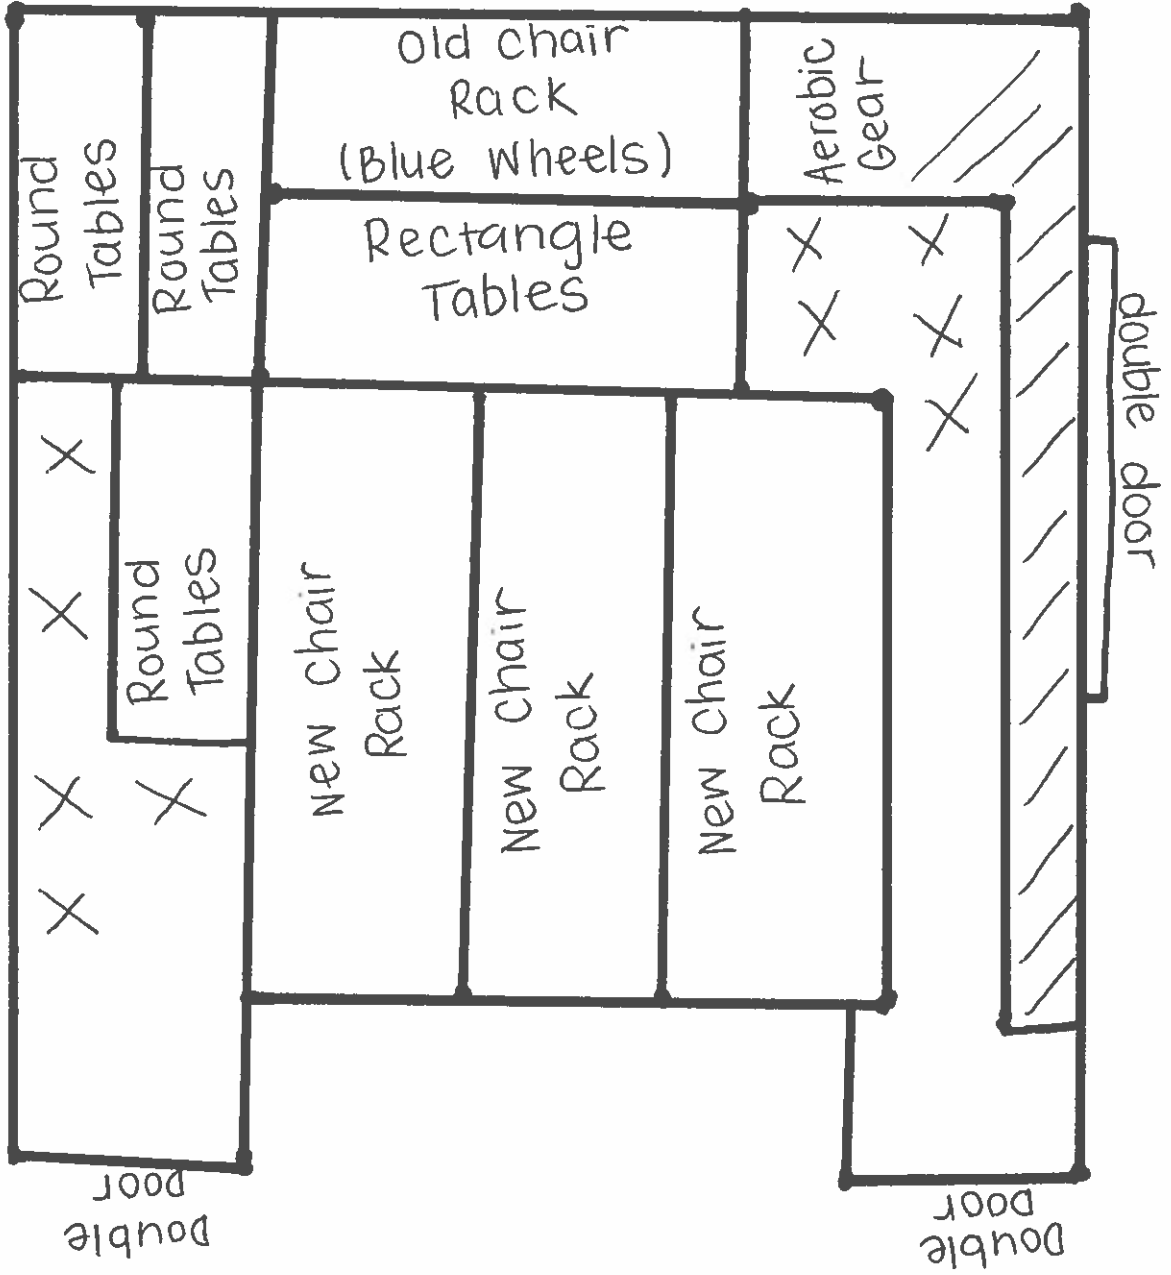 Old Chair
Rack
(Blue Wheels)
Aerobic
Gear
Round
Tables
Round
Tables
Rectangle
Tables
double door
Round
Tables
New Chair
Rack
New Chair
Rack
New Chair
Rack
Double
Door
Double
Door